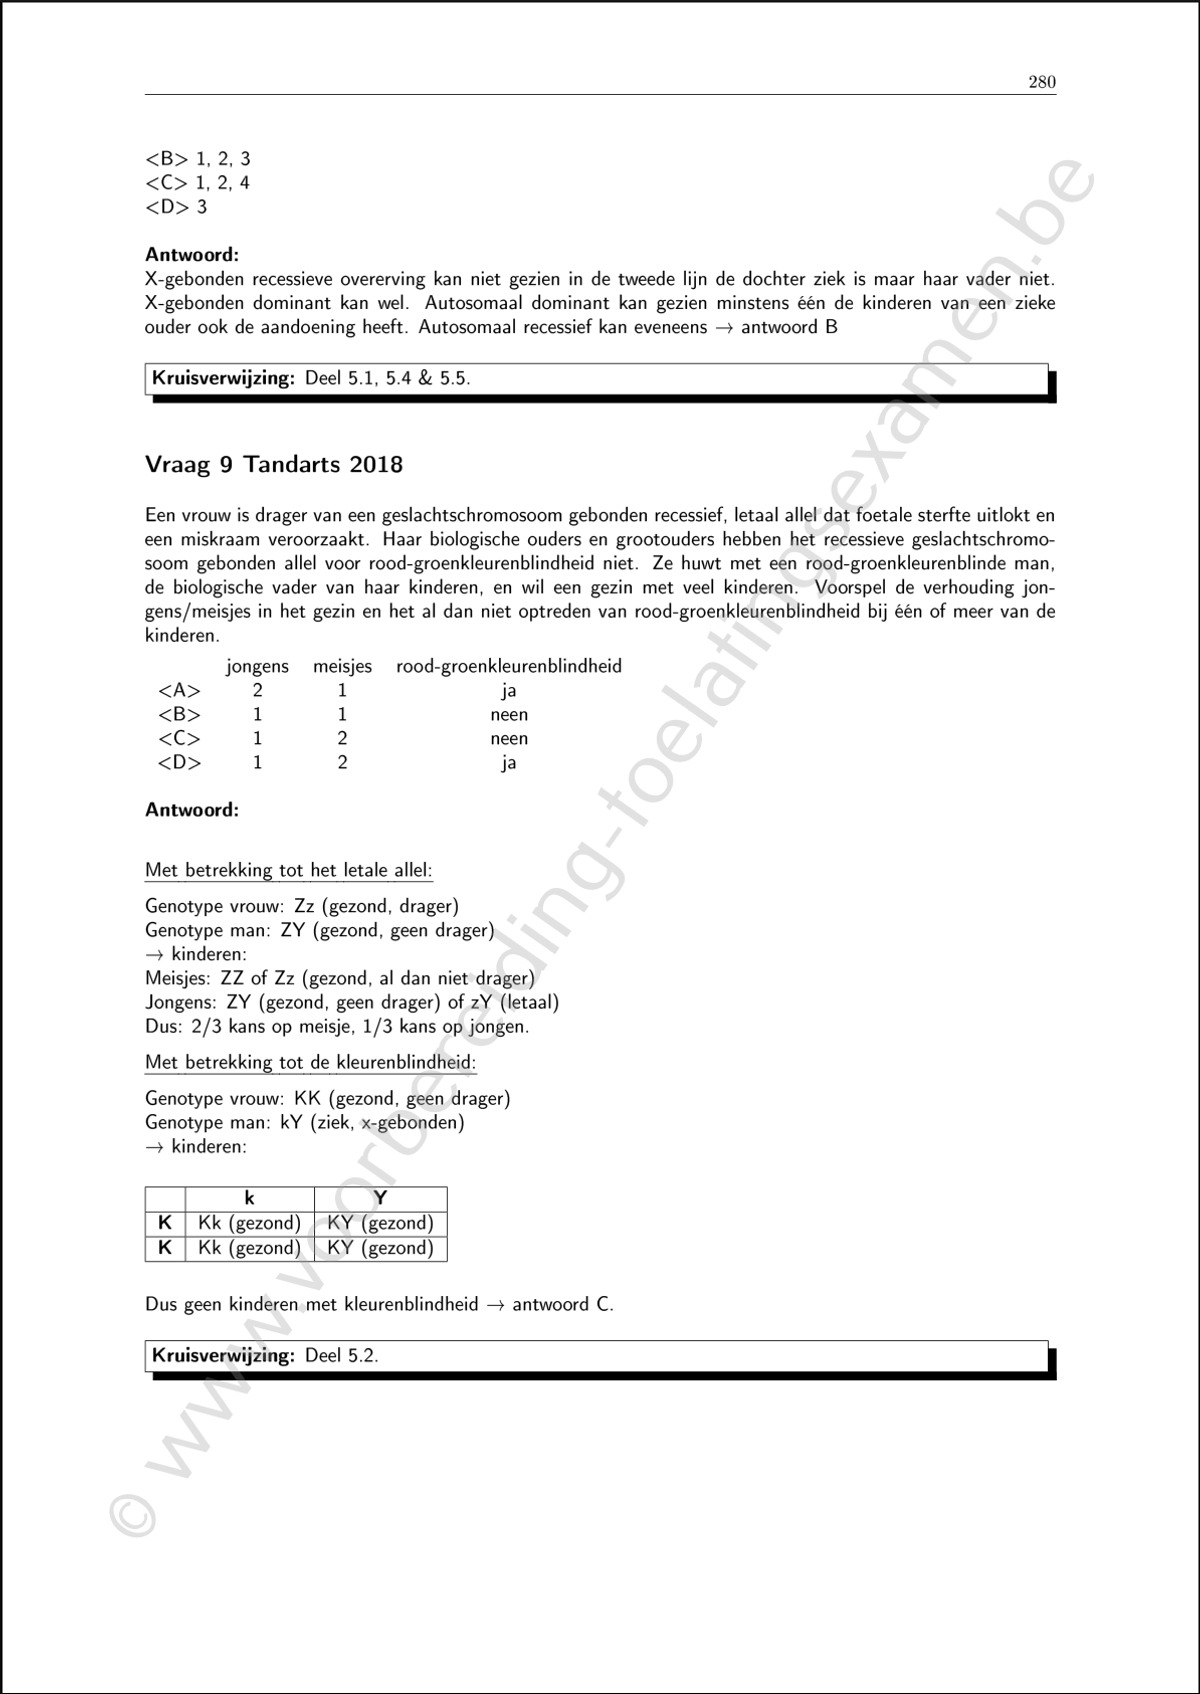 280
<B> 1, 2, 3
<C> 1, 2, 4
<D> 3
Antwoord:
X-gebonden recessieve overerving kan niet gezien in de tweede lijn de dochter ziek is maar haar vader niet.
X-gebonden dominant kan wel. Autosomaal dominant kan gezien minstens één de kinderen van een zieke
ouder ook de aandoening heeft. Autosomaal recessief kan eveneens → antwoord B
Kruisverwijzing: Deel 5.1, 5.4 & 5.5.
Vraag 9 Tandarts 2018
Een vrouw is drager van een geslachtschromosoom gebonden recessief, letaal allel dat foetale sterfte uitlokt en
een miskraam veroorzaakt. Haar biologische ouders en grootouders hebben het recessieve geslachtschromo-
soom gebonden allel voor rood-groenkleurenblindheid niet. Ze huwt met een rood-groenkleurenblinde man,
de biologische vader van haar kinderen, en wil een gezin met veel kinderen. Voorspel de verhouding jon-
gens/meisjes in het gezin en het al dan niet optreden van rood-groenkleurenblindheid bij één of meer van de
kinderen.
jongens meisjes rood-groenkleurenblindheid
<A> 2 1 ja
<B> 1 1 neen
<C> 1 2 neen
<D> 1 2 ja
Antwoord:
Met betrekking tot het letale allel:
Genotype vrouw: Zz (gezond, drager)
Genotype man: ZY (gezond, geen drager)
→ kinderen:
Meisjes: ZZ of Zz (gezond, al dan niet drager)
Jongens: ZY (gezond, geen drager) of zY (letaal)
Dus: 2/3 kans op meisje, 1/3 kans op jongen.
Met betrekking tot de kleurenblindheid:
Genotype vrouw: KK (gezond, geen drager)
Genotype man: kY (ziek, x-gebonden)
→ kinderen:
k Y
K Kk (gezond) KY (gezond)
K Kk (gezond) KY (gezond)
Dus geen kinderen met kleurenblindheid → antwoord C.
Kruisverwijzing: Deel 5.2.
© www.voorbereiding-toelatingsexamen.be